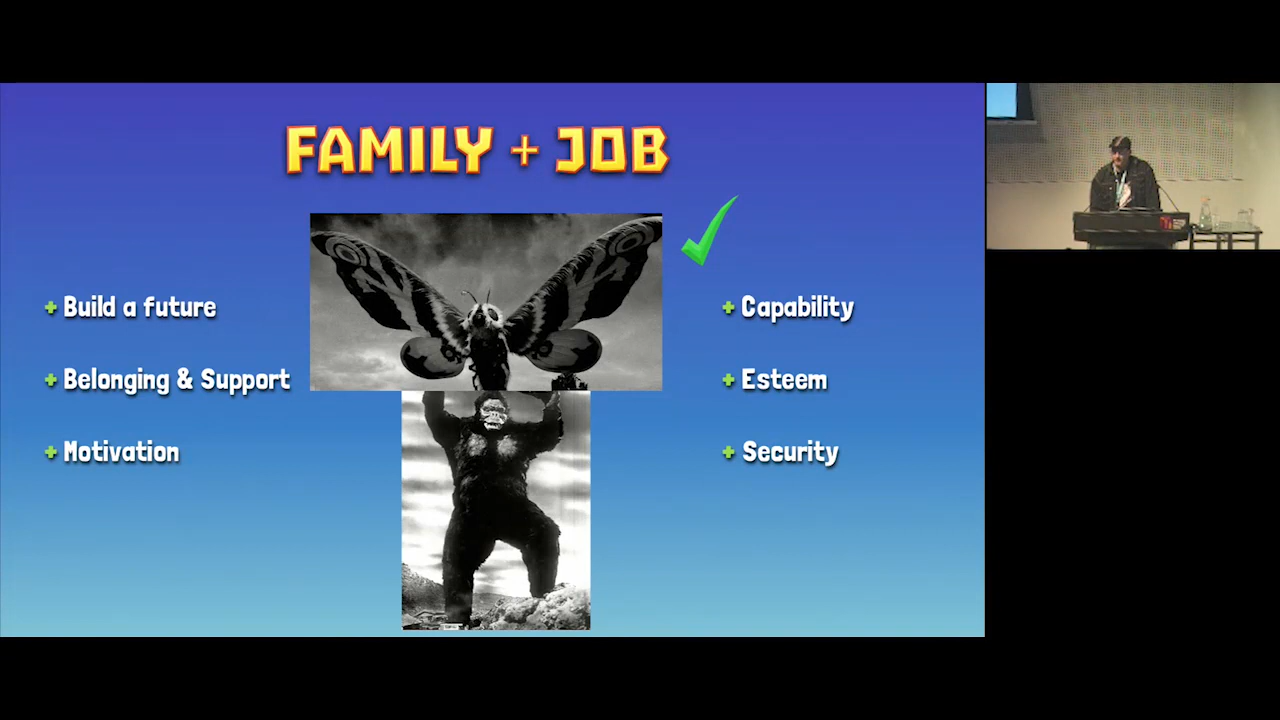 FAMILY + JOB
+ Build a future
+ Belonging & Support
+ Motivation
+ Capability
+ Esteem
+ Security